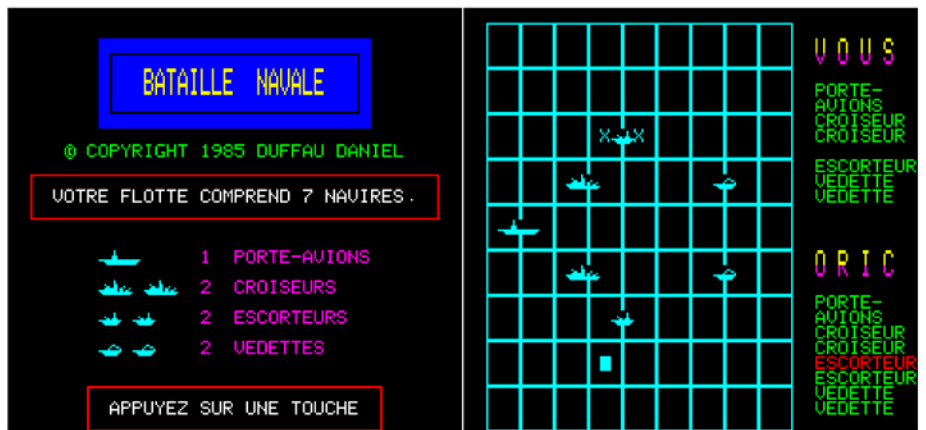 BATAILLE NAVALE
© COPYRIGHT 1985 DUFFAU DANIEL
VOTRE FLOTTE COMPREND 7 NAVIRES.
1 PORTE-AVIONS
2 CROISEURS
2 ESCORTEURS
2 VEDETTES
APPUYEZ SUR UNE TOUCHE
X X
VOUS
PORTE-
AVIONS
CROISEUR
CROISEUR
ESCORTEUR
VEDETTE
VEDETTE
ORIC
PORTE-
AVIONS
CROISEUR
CROISEUR
ESCORTEUR
ESCORTEUR
VEDETTE
VEDETTE